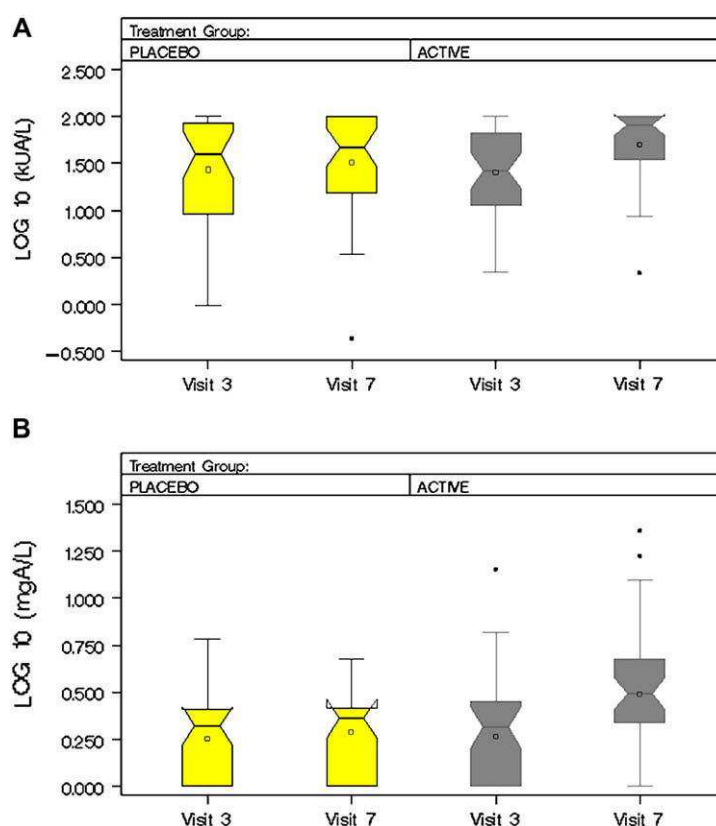 A
Treatment Group:
PLACEBO ACTIVE
LOG 10 (kUA/L)
2.500
2.000
1.500
1.000
0.500
0.000
−0.500
Visit 3 Visit 7 Visit 3 Visit 7
B
Treatment Group:
PLACEBO ACTIVE
LOG 10 (mgA/L)
1.500
1.250
1.000
0.750
0.500
0.250
0.000
Visit 3 Visit 7 Visit 3 Visit 7